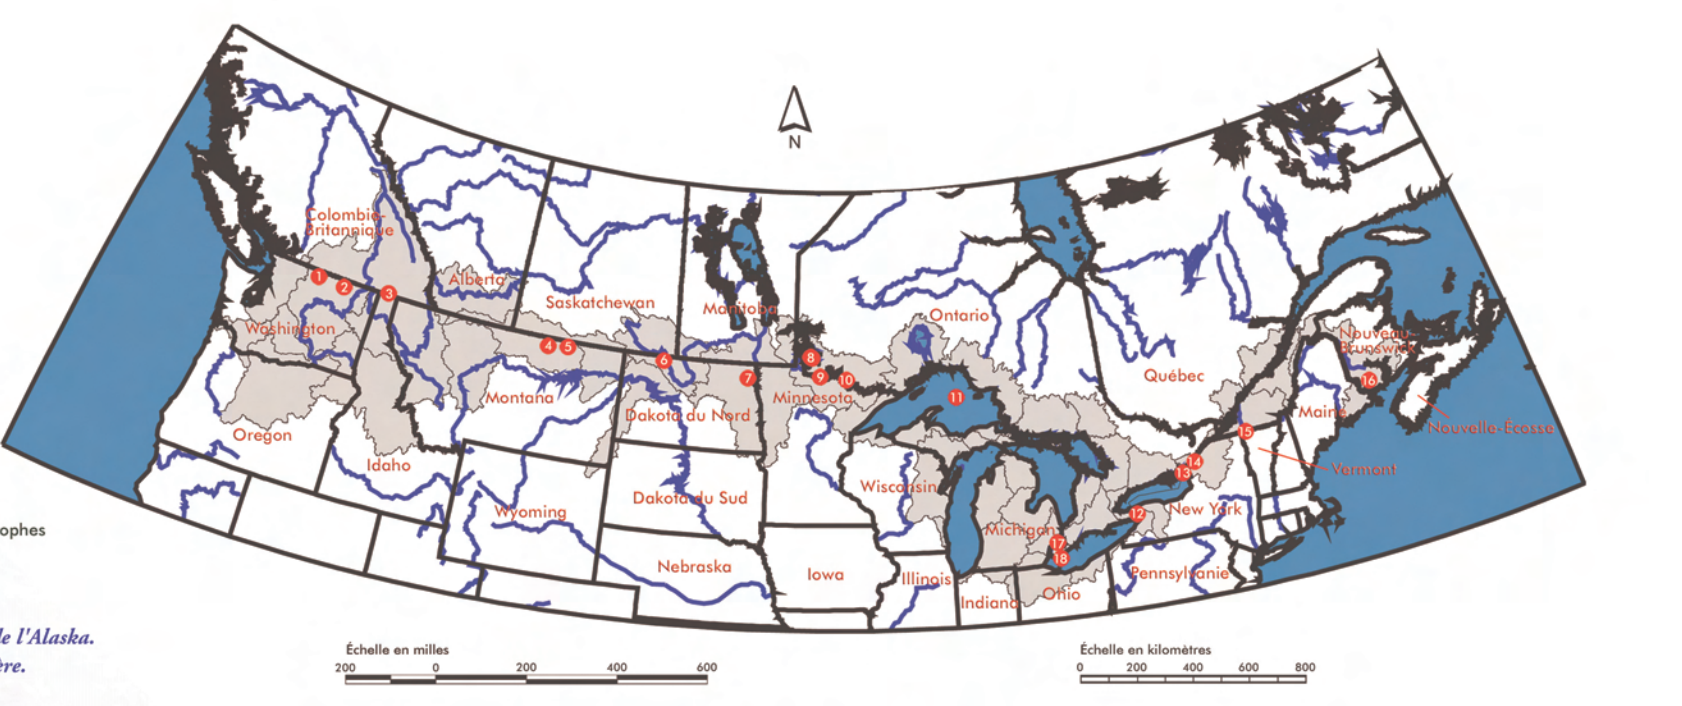 N
Colombie-
Britannique
1
2
3
Alberta
Saskatchewan
Manitoba
Ontario
Québec
Nouveau-
Brunswick
Washington
4
5
6
7
8
9
10
11
16
Montana
Dakota du Nord
Minnesota
Maine
Nouvelle-Écosse
Oregon
Idaho
15
14
13
Vermont
Wyoming
Dakota du Sud
Wisconsin
Michigan
12
New York
17
18
Nebraska
Iowa
Illinois
Indiana
Ohio
Pennsylvanie
ophes
de l'Alaska.
ère.
Échelle en milles
200 0 200 400 600
Échelle en kilomètres
0 200 400 600 800